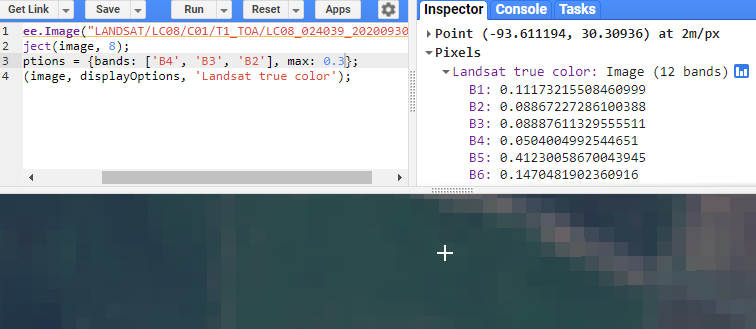 Get Link Save Run Reset Apps
1 ee.Image("LANDSAT/LC08/C01/T1_TOA/LC08_024039_20200930
2 ject(image, 8);
3 ptions = {bands: ['B4', 'B3', 'B2'], max: 0.3};
4 (image, displayOptions, 'Landsat true color');
Inspector Console Tasks
Point (-93.611194, 30.30936) at 2m/px
Pixels
Landsat true color: Image (12 bands)
B1: 0.11173215508460999
B2: 0.08867227286100388
B3: 0.08887611329555511
B4: 0.0504004992544651
B5: 0.41230058670043945
B6: 0.1470481902360916